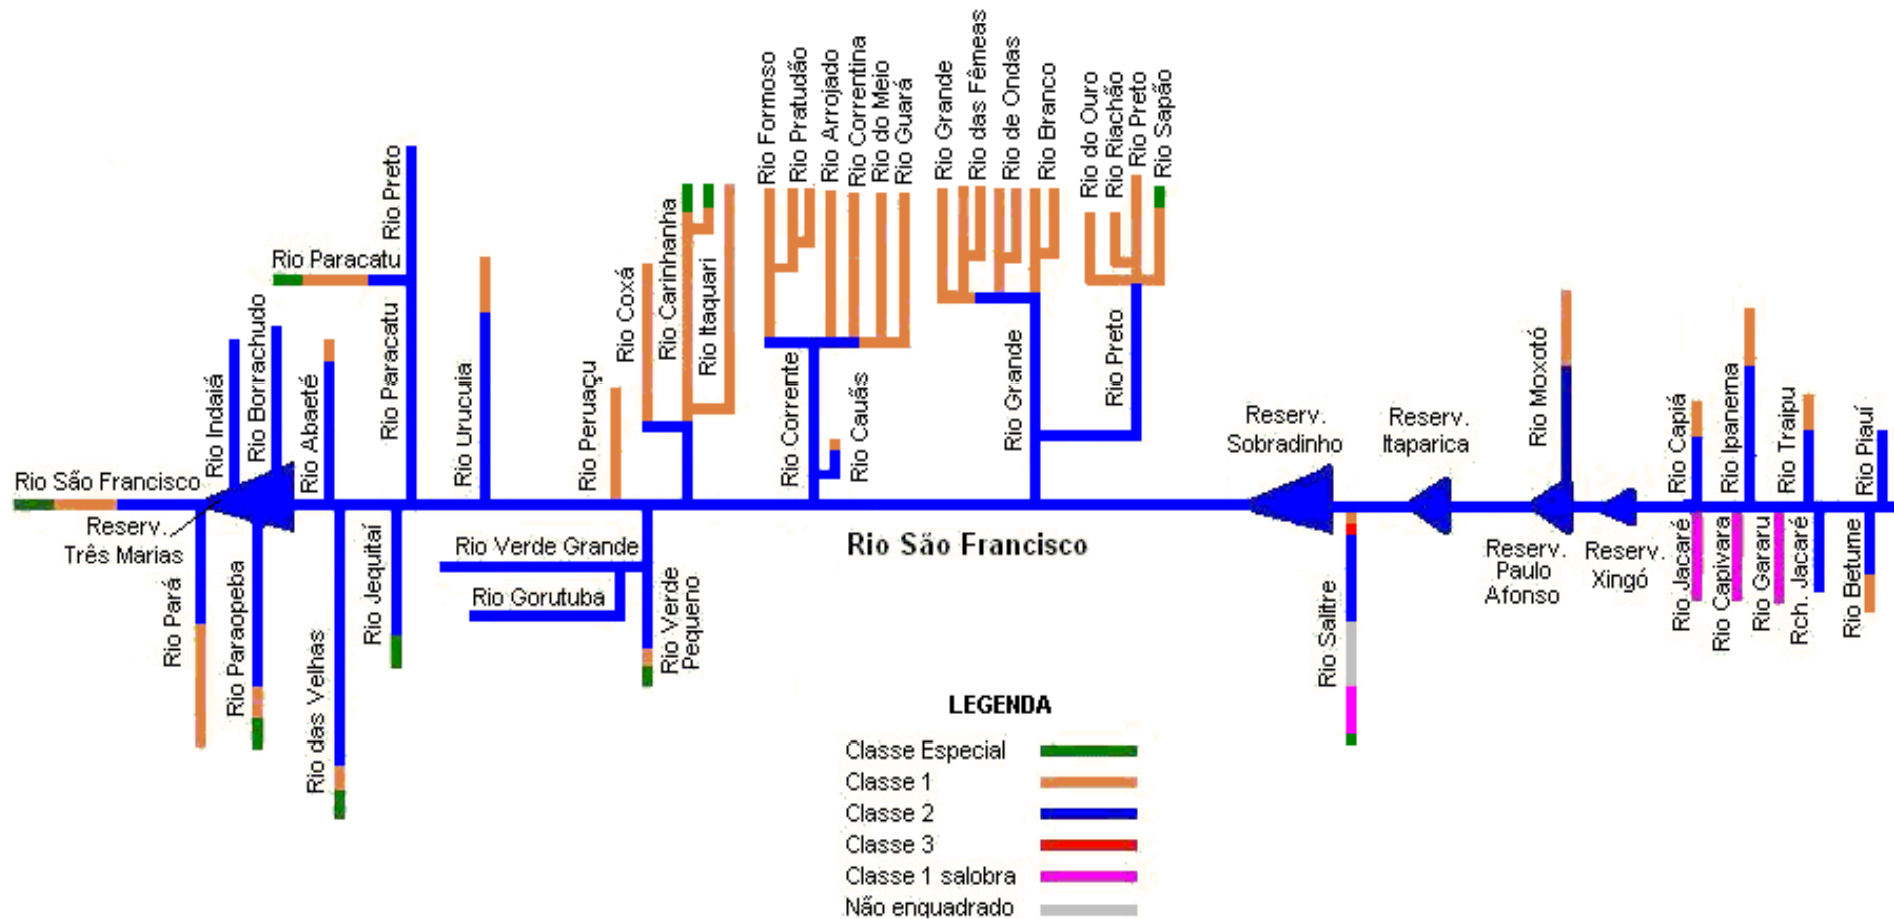 Rio São Francisco
Reserv.
Três Marias
Rio Indaiá
Rio Borrachudo
Rio Abaeté
Rio Paracatu
Rio Preto
Rio Paracatu
Rio Urucuia
Rio Peruaçu
Rio Coxá
Rio Carinhanha
Rio Itaquari
Rio Formoso
Rio Pratudão
Rio Arrojado
Rio Correntina
Rio do Meio
Rio Guará
Rio Corrente
Rio Cauãs
Rio Grande
Rio das Fêmeas
Rio de Ondas
Rio Branco
Rio Grande
Rio do Ouro
Rio Riachão
Rio Preto
Rio Sapão
Rio Preto
Reserv.
Sobradinho
Reserv.
Itaparica
Rio Moxotó
Rio Capiá
Rio Ipanema
Rio Traipu
Rio Piauí
Rio Pará
Rio Paraopeba
Rio das Velhas
Rio Jequitaí
Rio Verde Grande
Rio Gorutuba
Rio Verde
Pequeno
Rio São Francisco
Rio Salitre
Reserv.
Paulo
Afonso
Reserv.
Xingó
Rio Jacaré
Rio Capivara
Rio Gararu
Rch. Jacaré
Rio Betume
LEGENDA
Classe Especial
Classe 1
Classe 2
Classe 3
Classe 1 salobra
Não enquadrado